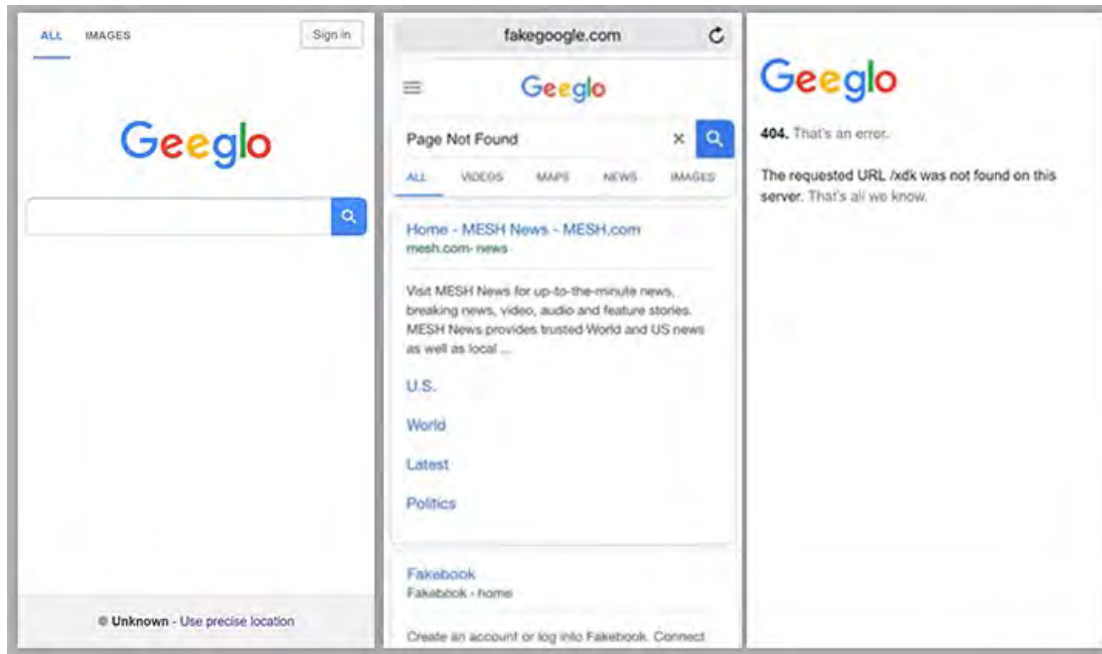 ALL IMAGES Sign in
Geeglo
Unknown - Use precise location
fakegoogle.com
Geeglo
Page Not Found
ALL VIDEOS MAPS NEWS IMAGES
Home - MESH News - MESH.com
mesh.com- news
Visit MESH News for up-to-the-minute news,
breaking news, video, audio and feature stories.
MESH News provides trusted World and US news
as well as local ...
U.S.
World
Latest
Politics
Fakebook
Fakebook - home
Create an account or log into Fakebook. Connect
Geeglo
404. That's an error.
The requested URL /xdk was not found on this
server. That's all we know.